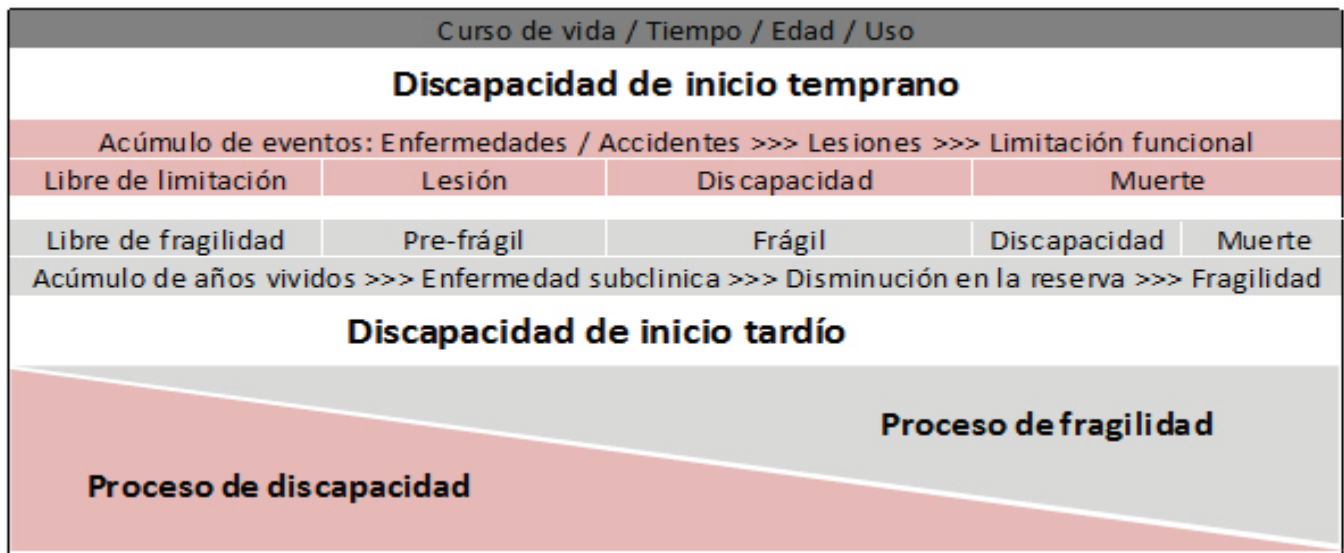 Curso de vida / Tiempo / Edad / Uso
Discapacidad de inicio temprano
Acúmulo de eventos: Enfermedades / Accidentes >>> Lesiones >>> Limitación funcional
Libre de limitación Lesión Discapacidad Muerte
Libre de fragilidad Pre-frágil Frágil Discapacidad Muerte
Acúmulo de años vividos >>> Enfermedad subclinica >>> Disminución en la reserva >>> Fragilidad
Discapacidad de inicio tardío
Proceso de fragilidad
Proceso de discapacidad